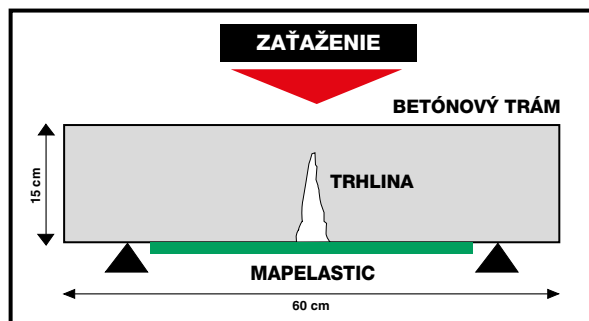 ZAŤAŽENIE
BETÓNOVÝ TRÁM
15 cm
TRHLINA
MAPELASTIC
60 cm